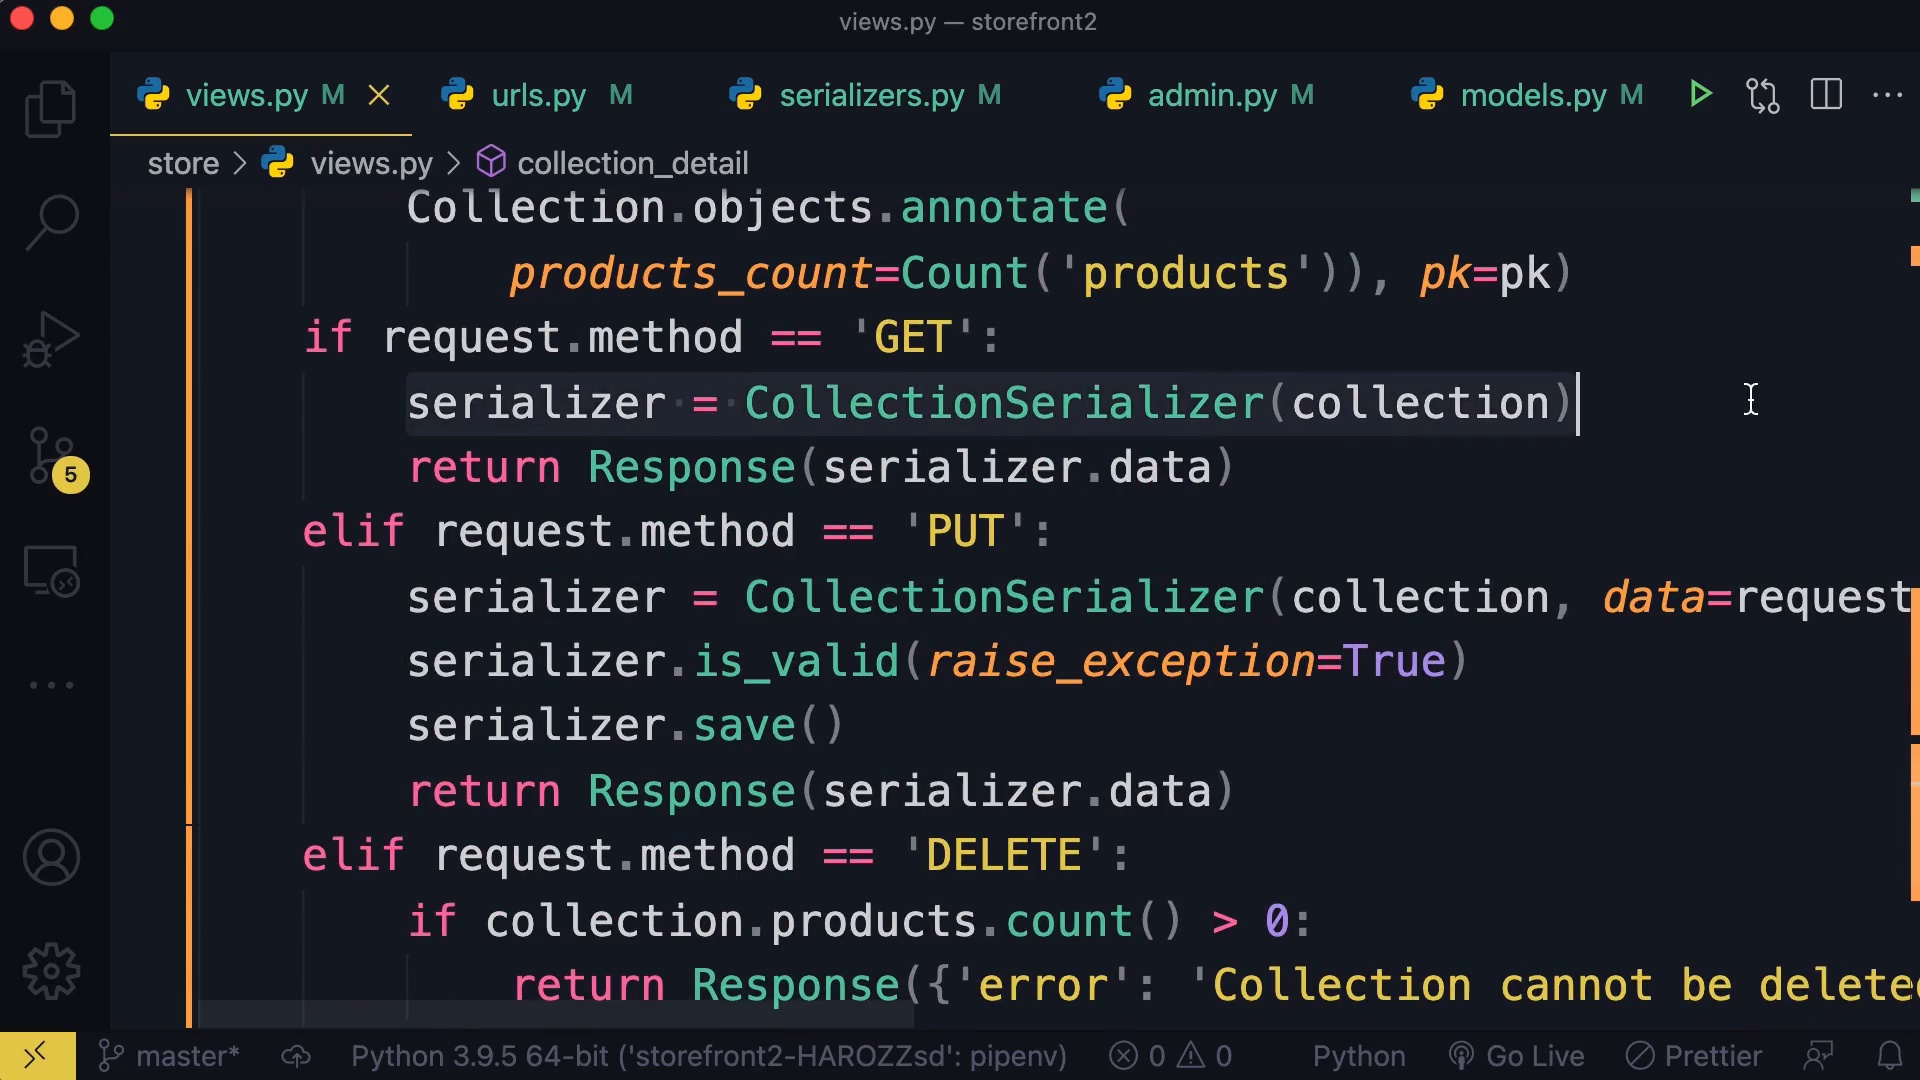 views.py — storefront2
views.py M urls.py M serializers.py M admin.py M models.py M
store > views.py > collection_detail
Collection.objects.annotate(
products_count=Count('products')), pk=pk)
if request.method == 'GET':
serializer = CollectionSerializer(collection)
return Response(serializer.data)
elif request.method == 'PUT':
serializer = CollectionSerializer(collection, data=request
serializer.is_valid(raise_exception=True)
serializer.save()
return Response(serializer.data)
elif request.method == 'DELETE':
if collection.products.count() > 0:
return Response({'error': 'Collection cannot be delete
5
master* Python 3.9.5 64-bit ('storefront2-HAROZZsd': pipenv) 0 0 Python Go Live Prettier